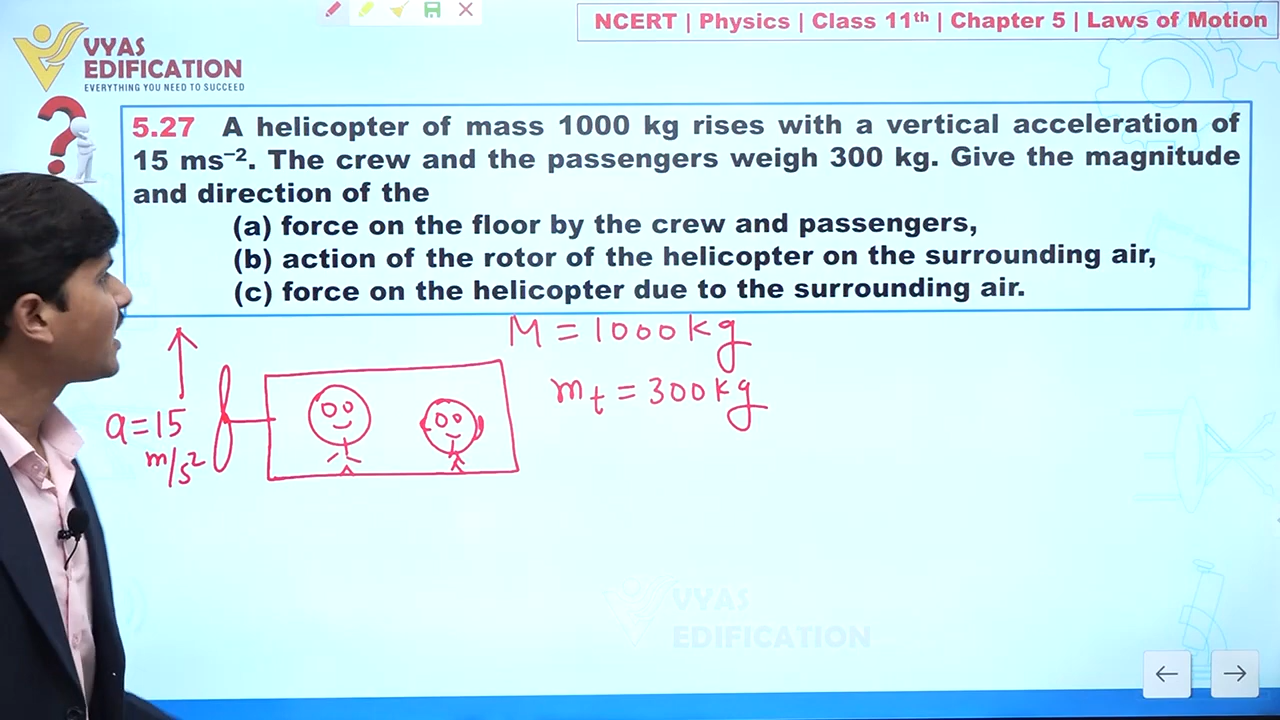 NCERT | Physics | Class 11th | Chapter 5 | Laws of Motion
VYAS
EDIFICATION
EVERYTHING YOU NEED TO SUCCEED
5.27 A helicopter of mass 1000 kg rises with a vertical acceleration of
15 ms⁻². The crew and the passengers weigh 300 kg. Give the magnitude
and direction of the
(a) force on the floor by the crew and passengers,
(b) action of the rotor of the helicopter on the surrounding air,
(c) force on the helicopter due to the surrounding air.
M = 1000 kg
m_t = 300 kg
a = 15
m/s²
VYAS
EDIFICATION